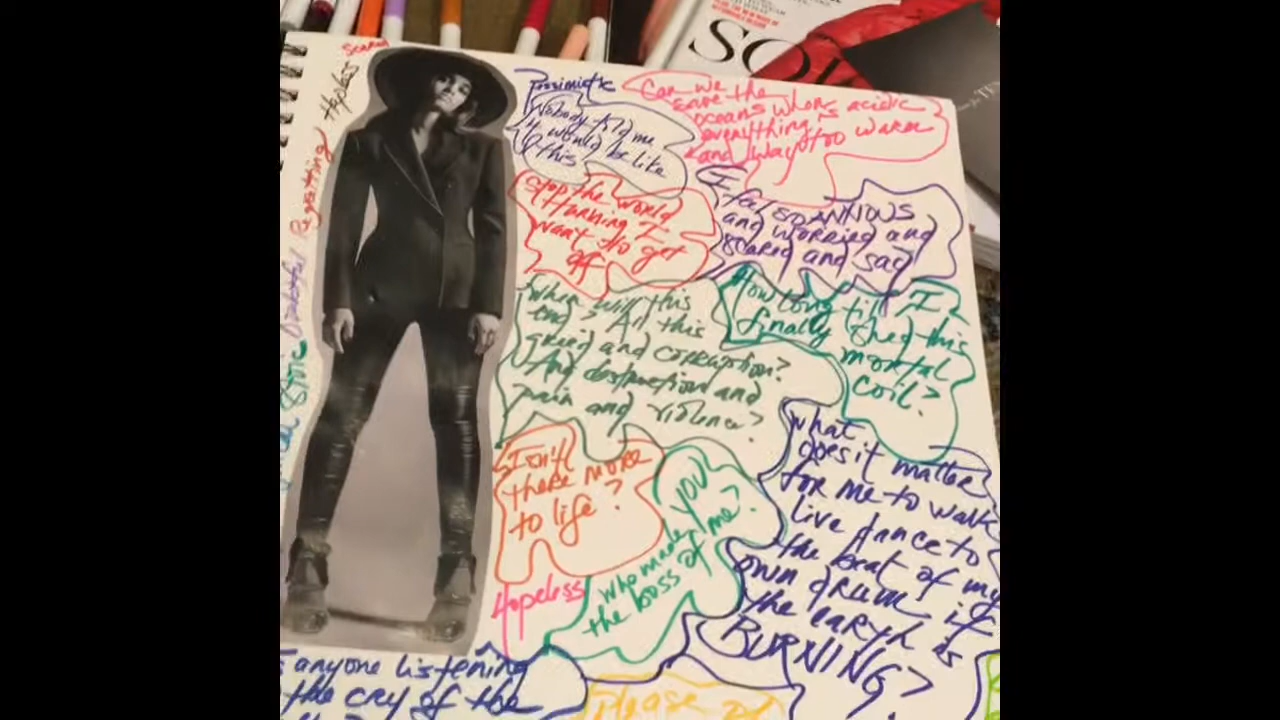 SO
Scared
Hopeless
Regretting
Doubtful
Pessimistic
Nobody told me
it would be like
this
Can we
save the
oceans when acidic
everything is
and way too warm
Stop the world
turning I
want to get
off
I
feel so ANXIOUS
and worried and
scared and sad
When will this
end? All this
greed and corruption?
And destruction and
pain and violence?
How long till I
finally shed this
mortal
coil?
Isn't
there more
to life?
Hopeless
who made you
the boss of me?
What
does it matter
for me to walk
live dance to
the beat of my
own drum if
the earth is
BURNING?
anyone listening
the cry of the
Please